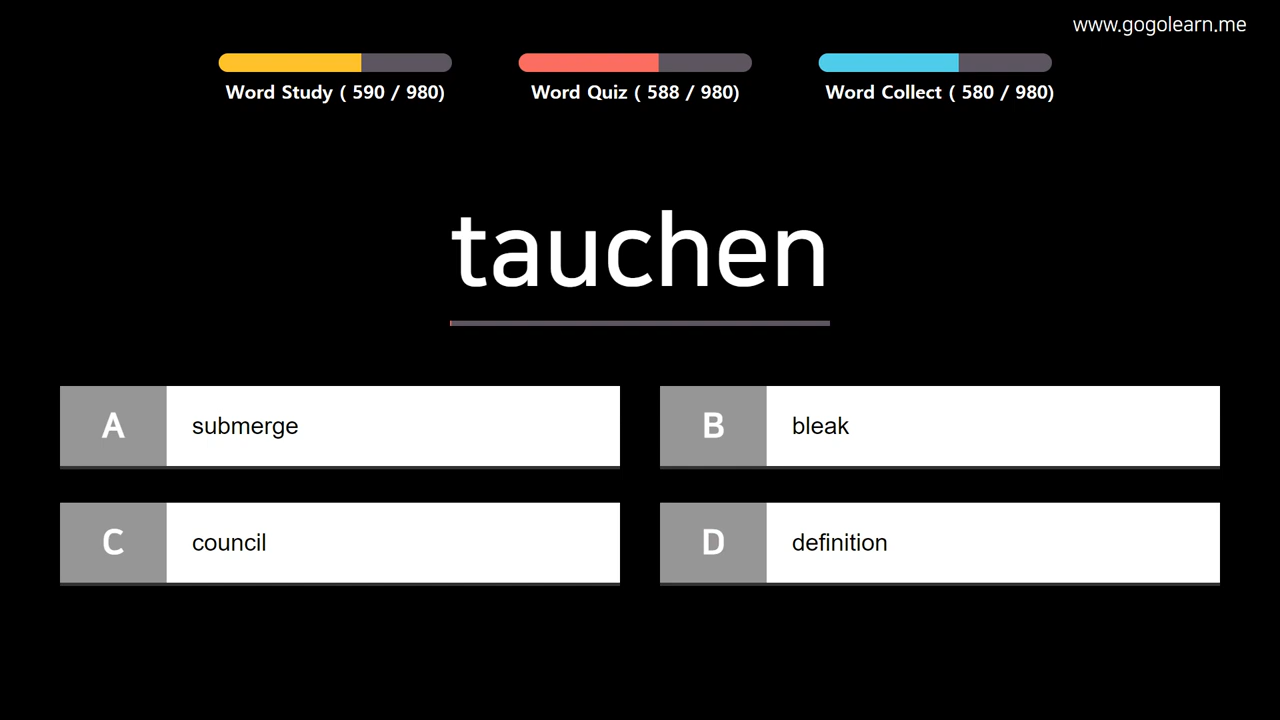 www.gogolearn.me
Word Study ( 590 / 980)
Word Quiz ( 588 / 980)
Word Collect ( 580 / 980)
tauchen
A submerge
B bleak
C council
D definition